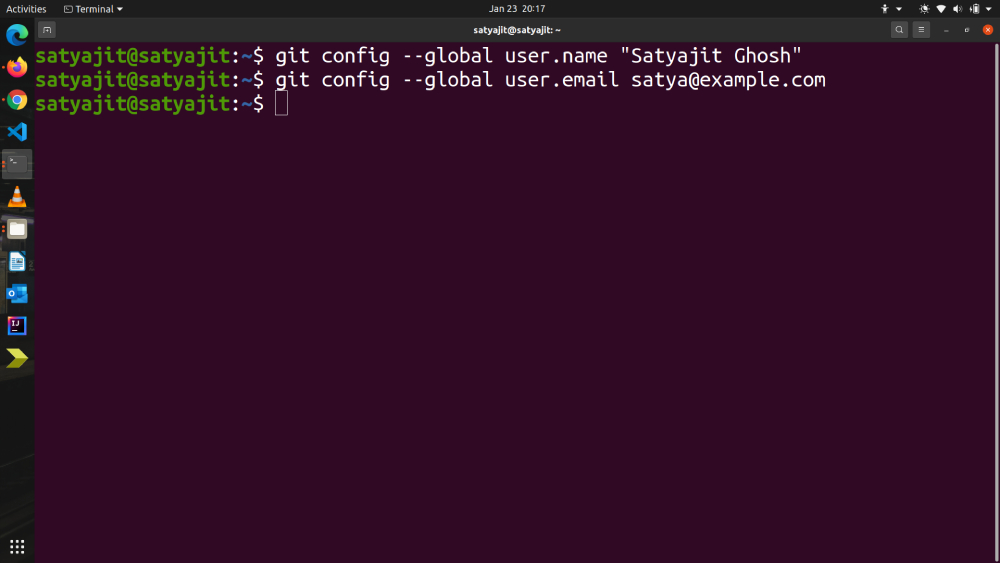 Activities Terminal Jan 23 20:17
satyajit@satyajit: ~
satyajit@satyajit:~$ git config --global user.name "Satyajit Ghosh"
satyajit@satyajit:~$ git config --global user.email satya@example.com
satyajit@satyajit:~$